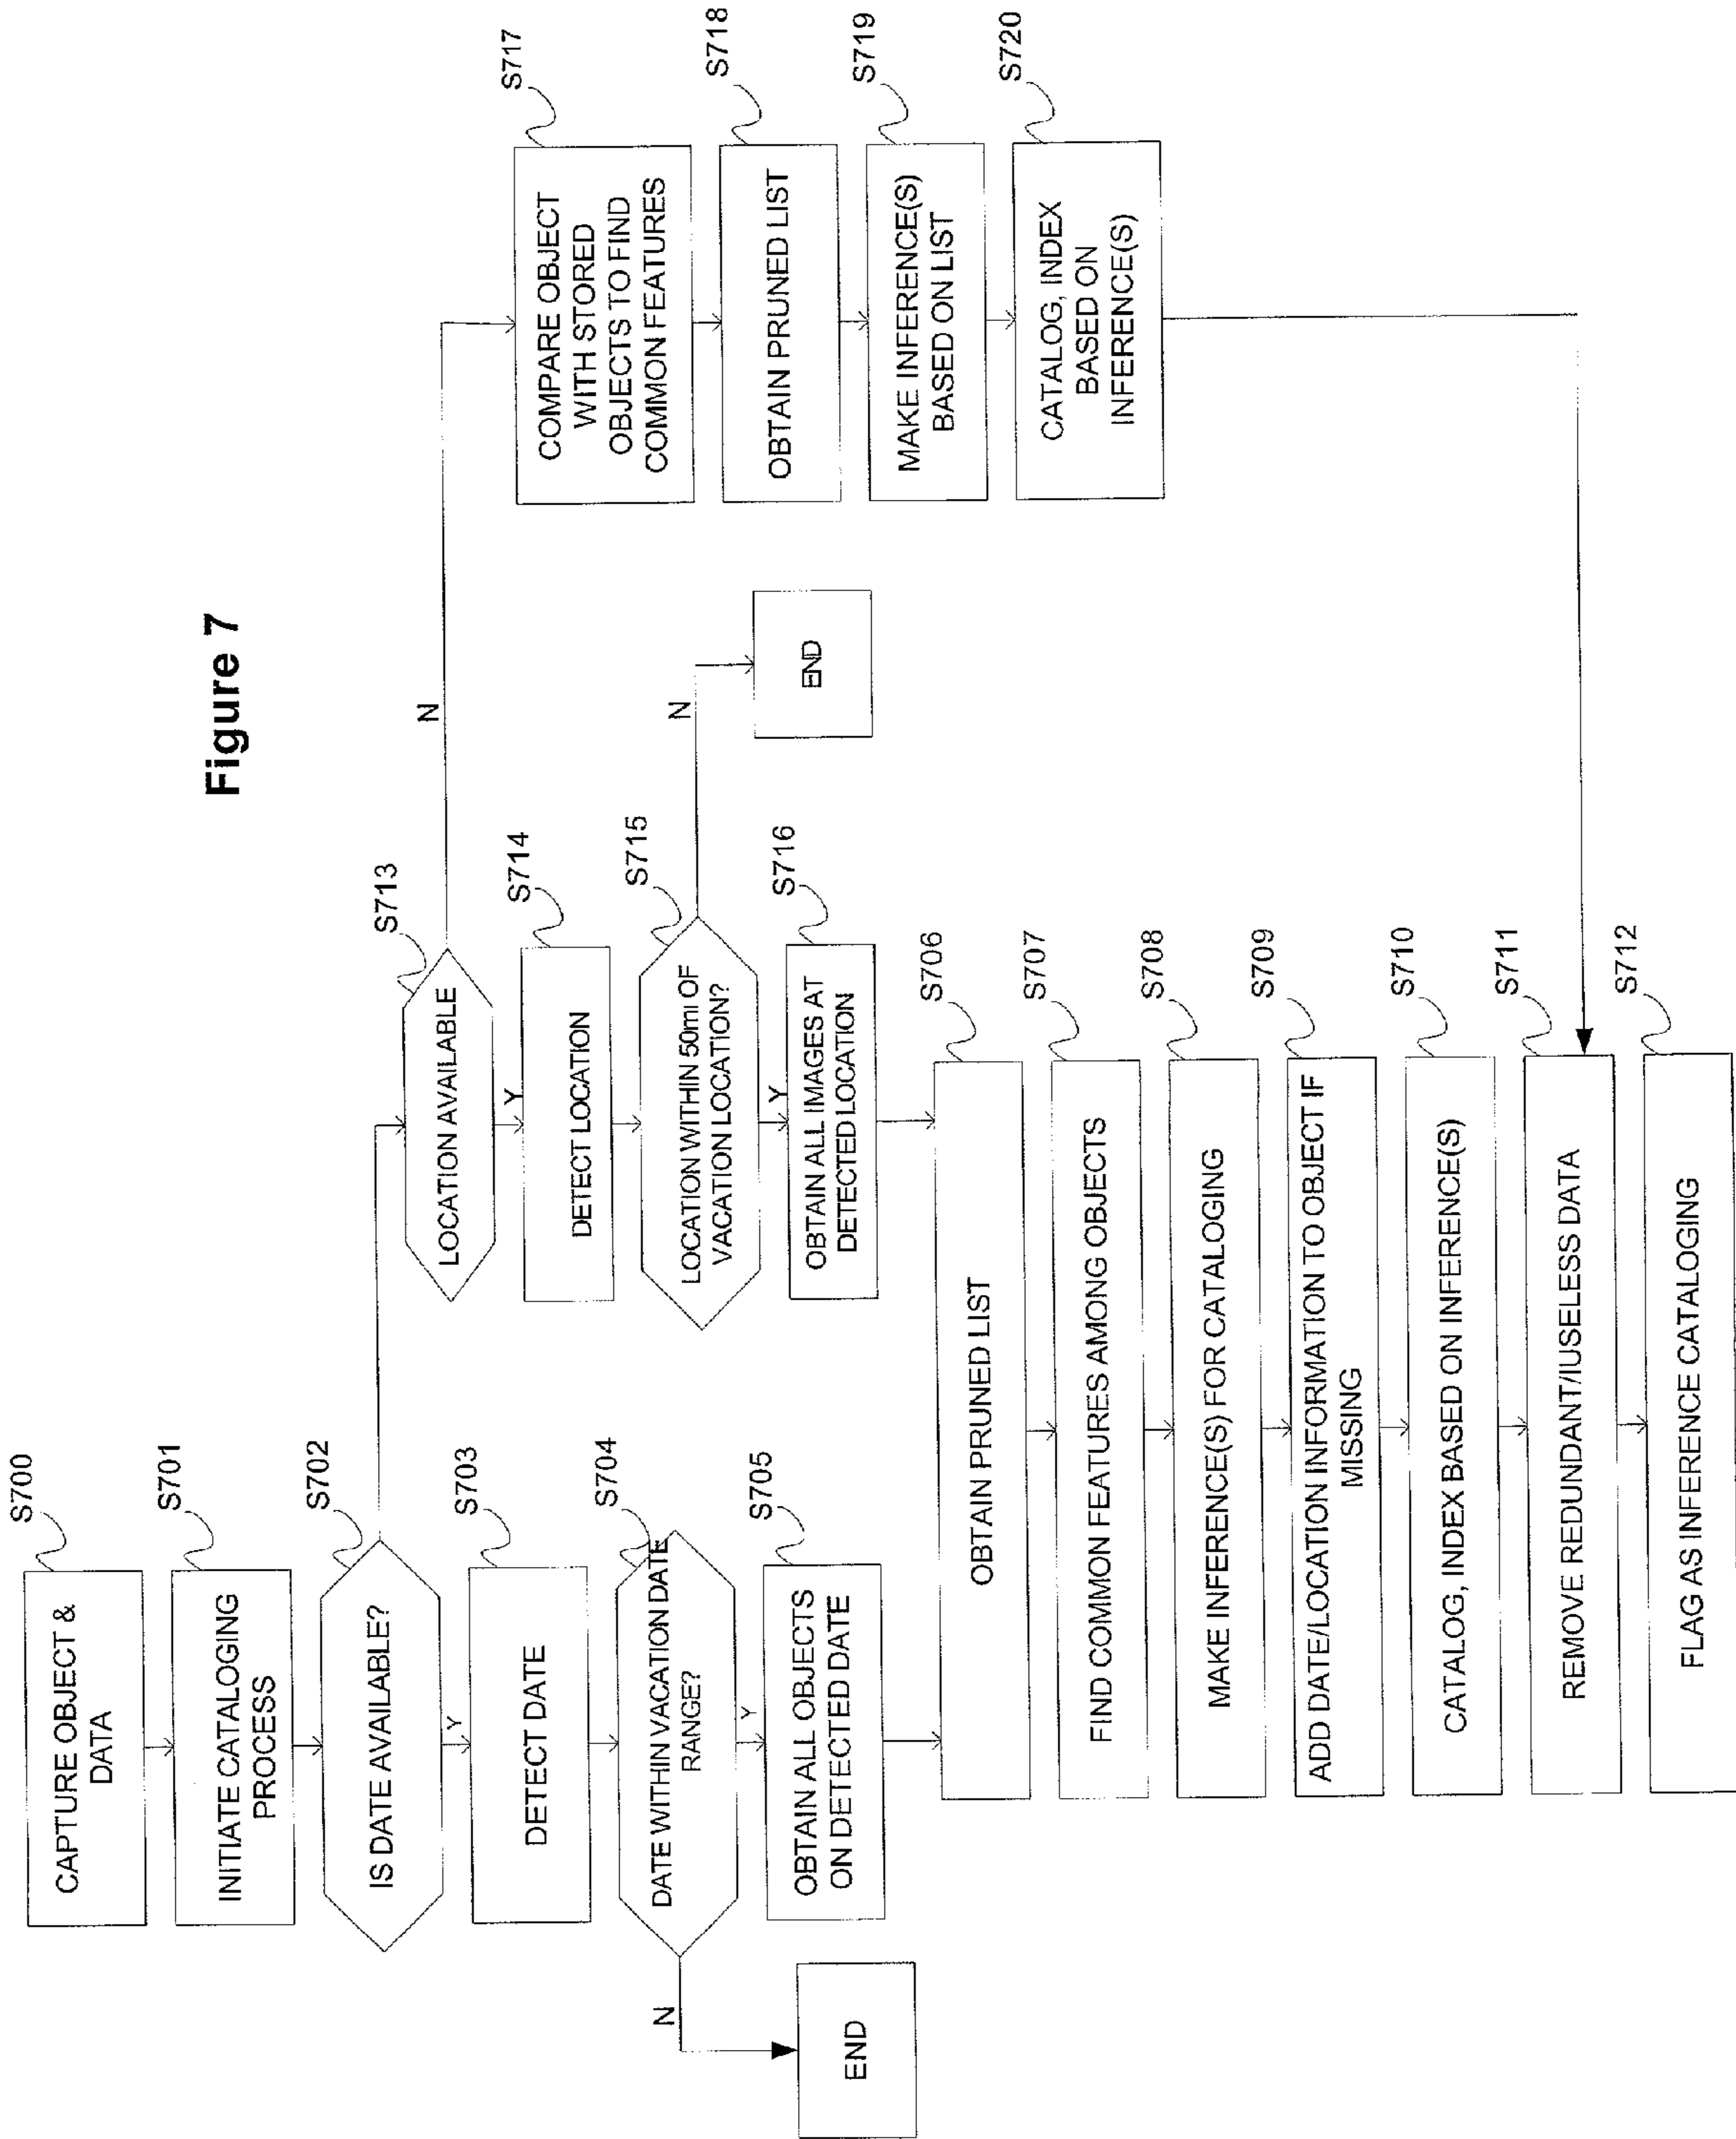 Figure 7
S700
CAPTURE OBJECT &
DATA
S701
INITIATE CATALOGING
PROCESS
S702
IS DATE AVAILABLE?
Y
S703
DETECT DATE
S704
DATE WITHIN VACATION DATE
RANGE?
N
END
Y
S705
OBTAIN ALL OBJECTS
ON DETECTED DATE
S713
LOCATION AVAILABLE
N
Y
S714
DETECT LOCATION
S715
LOCATION WITHIN 50mi OF
VACATION LOCATION?
N
END
Y
S716
OBTAIN ALL IMAGES AT
DETECTED LOCATION
S706
OBTAIN PRUNED LIST
S707
FIND COMMON FEATURES AMONG OBJECTS
S708
MAKE INFERENCE(S) FOR CATALOGING
S709
ADD DATE/LOCATION INFORMATION TO OBJECT IF
MISSING
S710
CATALOG, INDEX BASED ON INFERENCE(S)
S711
REMOVE REDUNDANT/IUSELESS DATA
S712
FLAG AS INFERENCE CATALOGING
S717
COMPARE OBJECT
WITH STORED
OBJECTS TO FIND
COMMON FEATURES
S718
OBTAIN PRUNED LIST
S719
MAKE INFERENCE(S)
BASED ON LIST
S720
CATALOG, INDEX
BASED ON
INFERENCE(S)